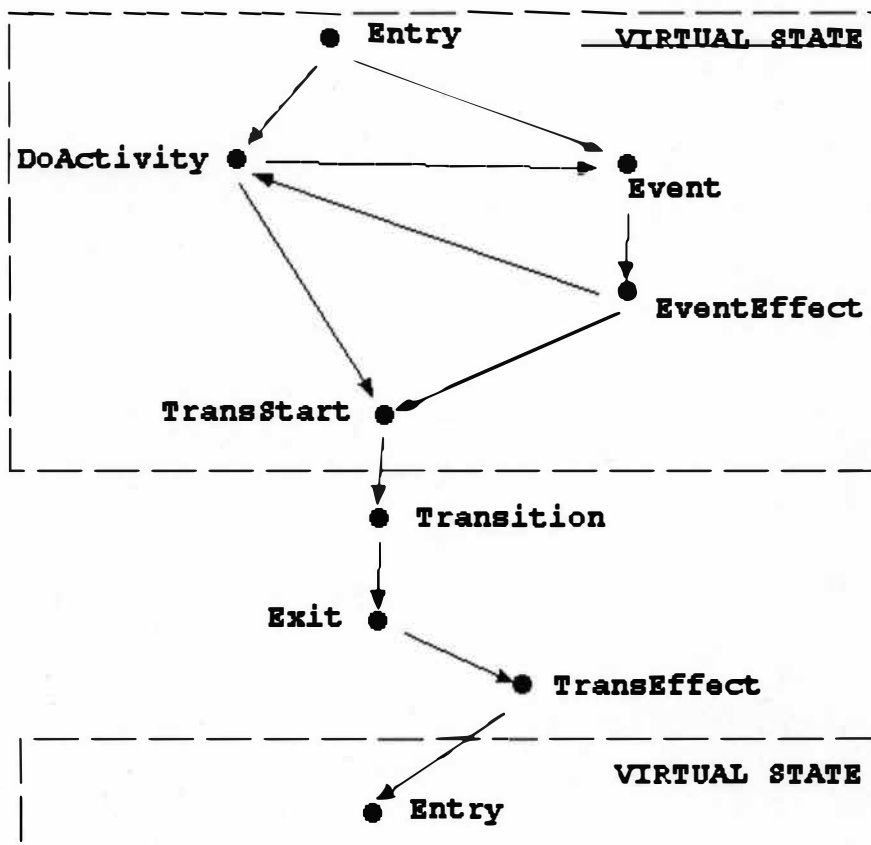 Entry
VIRTUAL STATE
DoActivity
Event
EventEffect
TransStart
Transition
Exit
TransEffect
VIRTUAL STATE
Entry